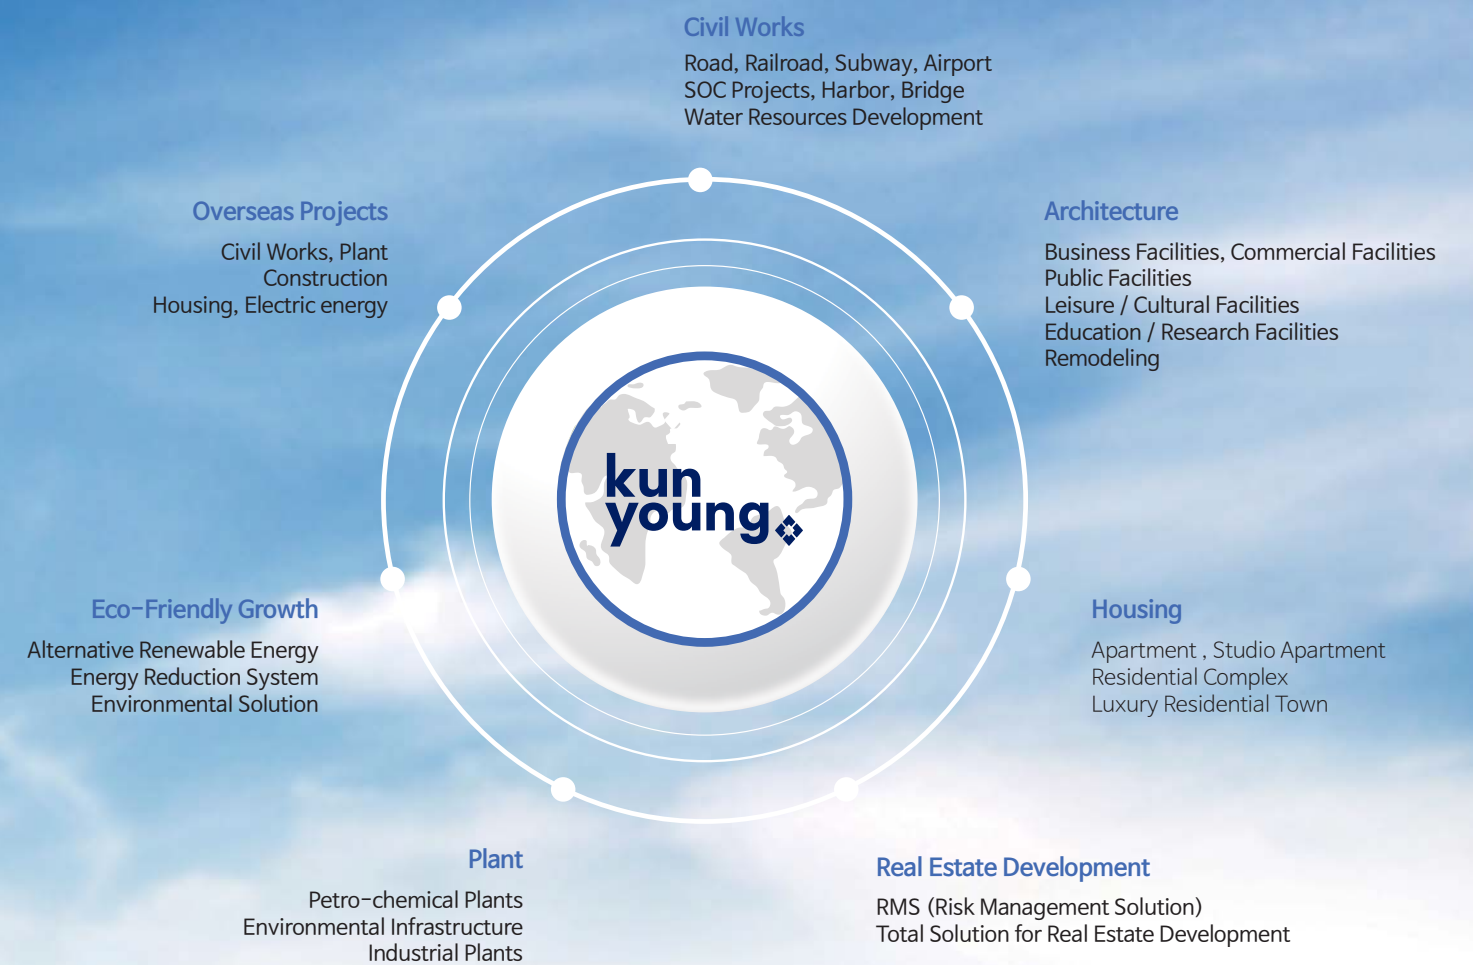 Civil Works
Road, Railroad, Subway, Airport
SOC Projects, Harbor, Bridge
Water Resources Development
Overseas Projects
Civil Works, Plant
Construction
Housing, Electric energy
Architecture
Business Facilities, Commercial Facilities
Public Facilities
Leisure / Cultural Facilities
Education / Research Facilities
Remodeling
kun
young
Eco-Friendly Growth
Alternative Renewable Energy
Energy Reduction System
Environmental Solution
Housing
Apartment , Studio Apartment
Residential Complex
Luxury Residential Town
Plant
Petro-chemical Plants
Environmental Infrastructure
Industrial Plants
Real Estate Development
RMS (Risk Management Solution)
Total Solution for Real Estate Development